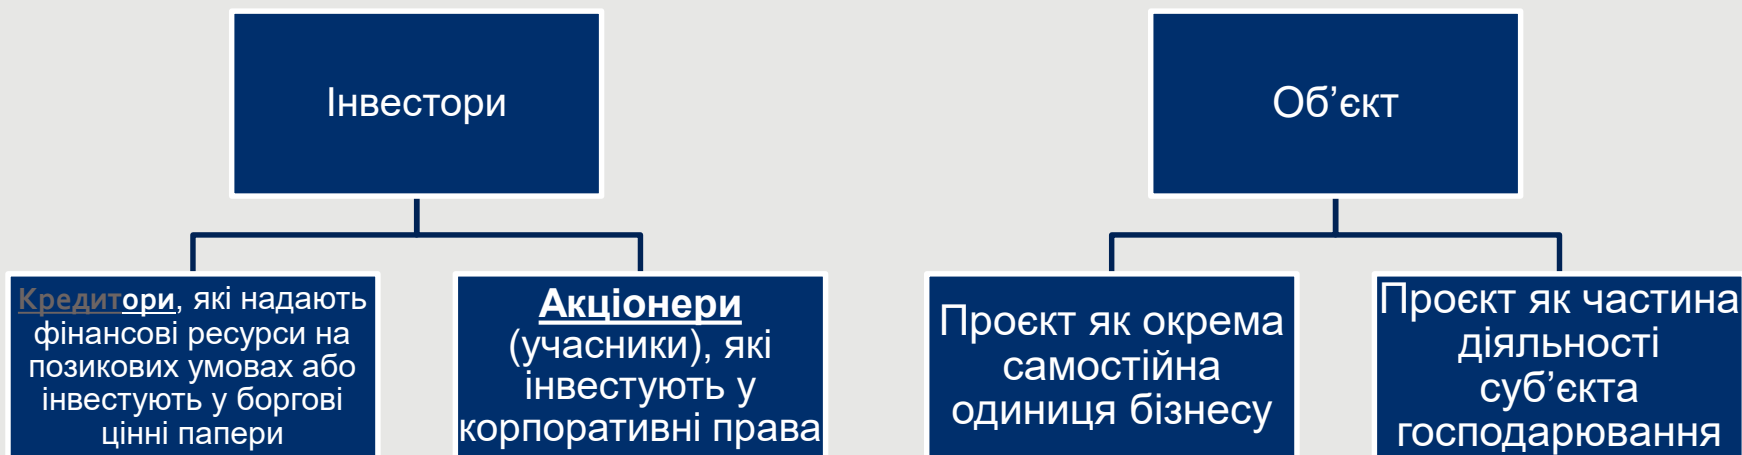 Інвестори
Об’єкт
Кредитори, які надають
фінансові ресурси на
позикових умовах або
інвестують у боргові
цінні папери
Акціонери
(учасники), які
інвестують у
корпоративні права
Проєкт як окрема
самостійна
одиниця бізнесу
Проєкт як частина
діяльності
суб’єкта
господарювання